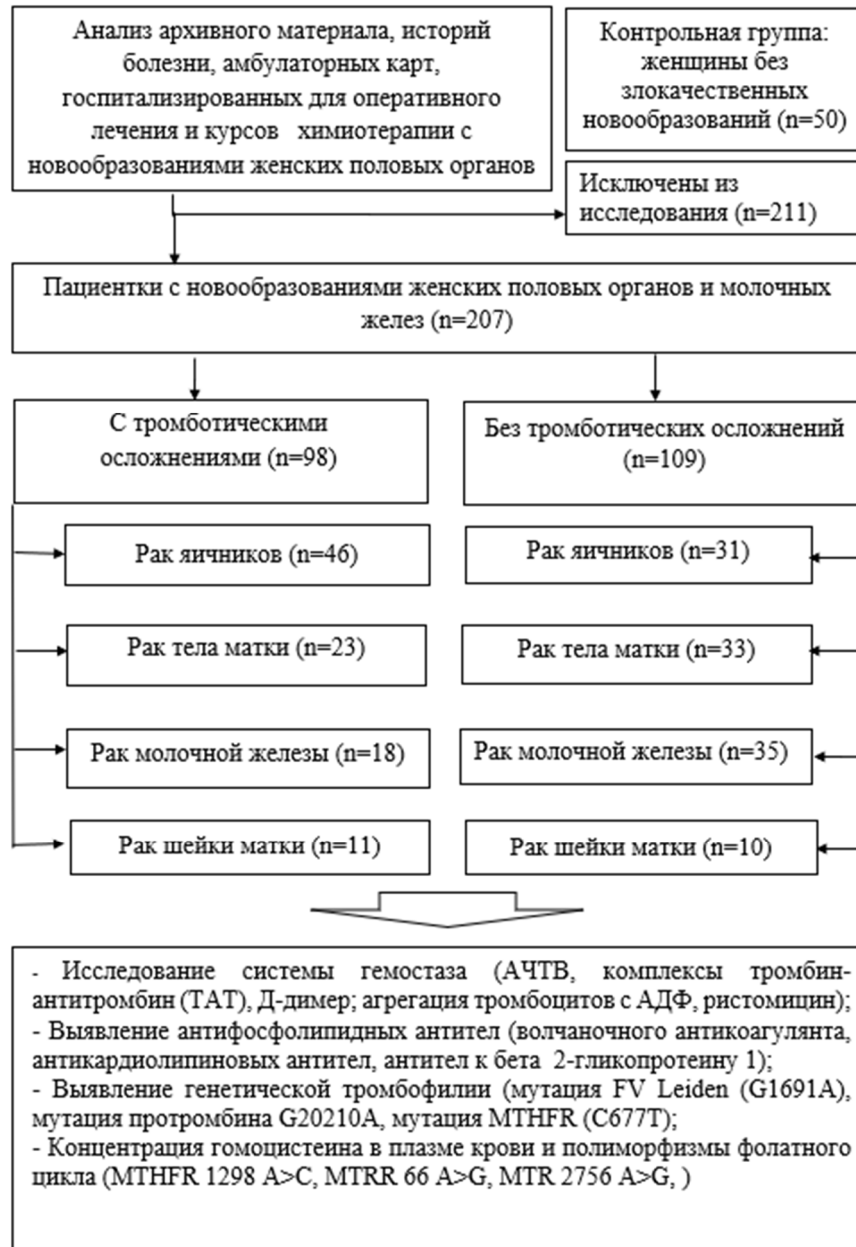 Анализ архивного материала, историй
болезни, амбулаторных карт,
госпитализированных для оперативного
лечения и курсов химиотерапии с
новообразованиями женских половых органов
Контрольная группа:
женщины без
злокачественных
новообразований (n=50)
Исключены из
исследования (n=211)
Пациентки с новообразованиями женских половых органов и молочных
желез (n=207)
С тромботическими
осложнениями (n=98)
Без тромботических осложнений
(n=109)
Рак яичников (n=46)
Рак яичников (n=31)
Рак тела матки (n=23)
Рак тела матки (n=33)
Рак молочной железы (n=18)
Рак молочной железы (n=35)
Рак шейки матки (n=11)
Рак шейки матки (n=10)
- Исследование системы гемостаза (АЧТВ, комплексы тромбин-
антитромбин (ТАТ), Д-димер; агрегация тромбоцитов с АДФ, ристомицин);
- Выявление антифосфолипидных антител (волчаночного антикоагулянта,
антикардиолипиновых антител, антител к бета 2-гликопротеину 1);
- Выявление генетической тромбофилии (мутация FV Leiden (G1691A),
мутация протромбина G20210A, мутация MTHFR (C677T);
- Концентрация гомоцистеина в плазме крови и полиморфизмы фолатного
цикла (MTHFR 1298 A>C, MTRR 66 A>G, MTR 2756 A>G, )